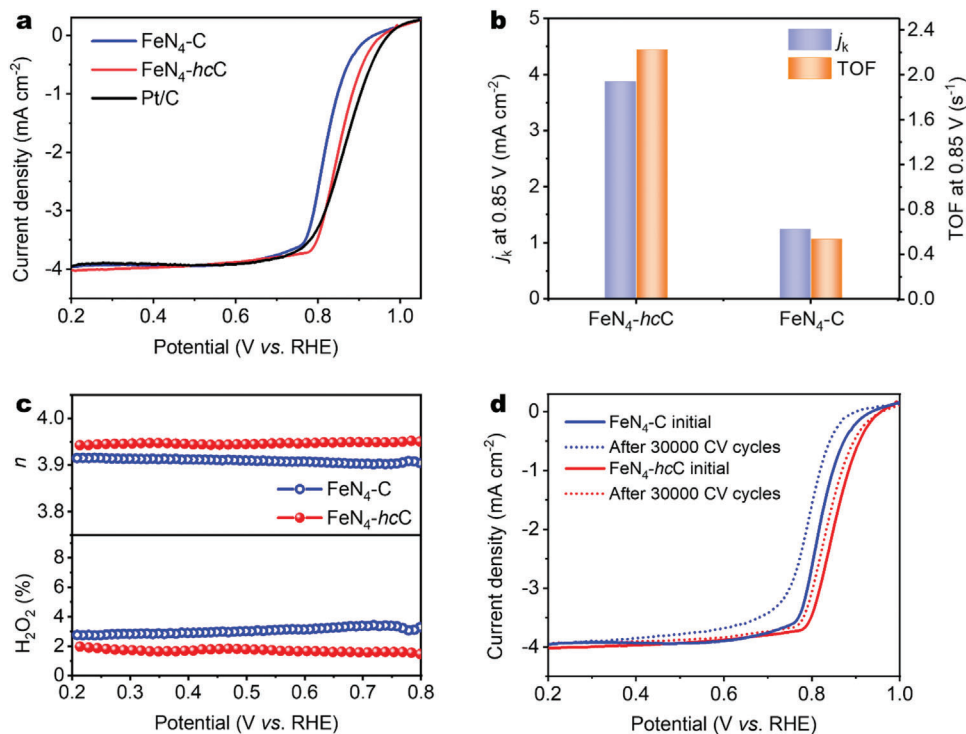 a
FeN₄-C
FeN₄-hcC
Pt/C
0
-1
-2
-3
-4
Current density (mA cm⁻²)
0.2 0.4 0.6 0.8 1.0
Potential (V vs. RHE)
b
jₖ
TOF
5
4
3
2
1
0
jₖ at 0.85 V (mA cm⁻²)
2.4
2.0
1.6
1.2
0.8
0.4
0.0
TOF at 0.85 V (s⁻¹)
FeN₄-hcC FeN₄-C
c
4.0
3.9
3.8
n
FeN₄-C
FeN₄-hcC
8
6
4
2
0
H₂O₂ (%)
0.2 0.3 0.4 0.5 0.6 0.7 0.8
Potential (V vs. RHE)
d
FeN₄-C initial
After 30000 CV cycles
FeN₄-hcC initial
After 30000 CV cycles
0
-1
-2
-3
-4
Current density (mA cm⁻²)
0.2 0.4 0.6 0.8 1.0
Potential (V vs. RHE)